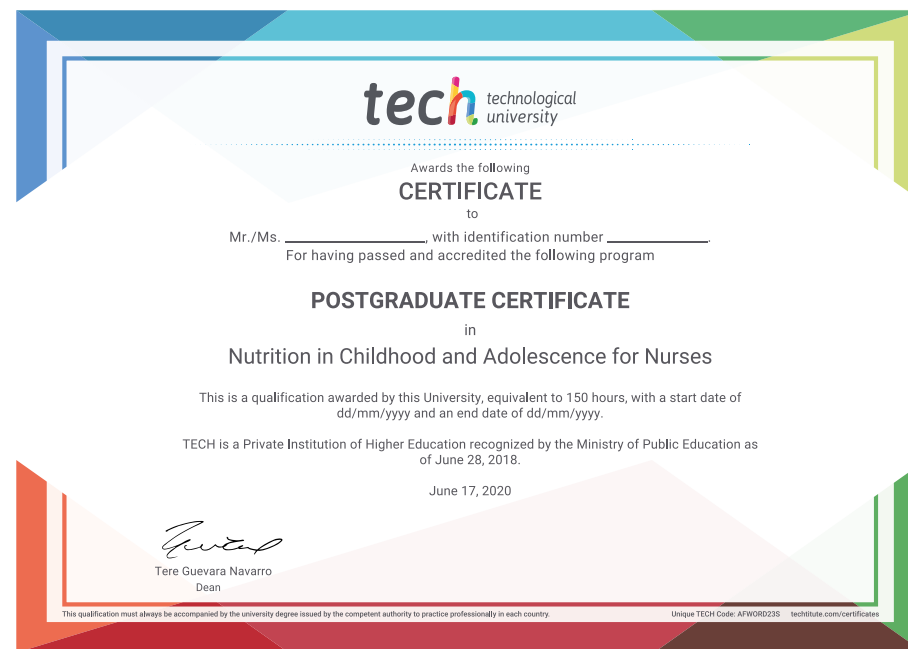 tech technological
university
Awards the following
CERTIFICATE
to
Mr./Ms. ____________________, with identification number __________________.
For having passed and accredited the following program
POSTGRADUATE CERTIFICATE
in
Nutrition in Childhood and Adolescence for Nurses
This is a qualification awarded by this University, equivalent to 150 hours, with a start date of
dd/mm/yyyy and an end date of dd/mm/yyyy.
TECH is a Private Institution of Higher Education recognized by the Ministry of Public Education as
of June 28, 2018.
June 17, 2020
Tere Guevara Navarro
Dean
This qualification must always be accompanied by the university degree issued by the competent authority to practice professionally in each country.
Unique TECH Code: AFWORD23S techtitute.com/certificates